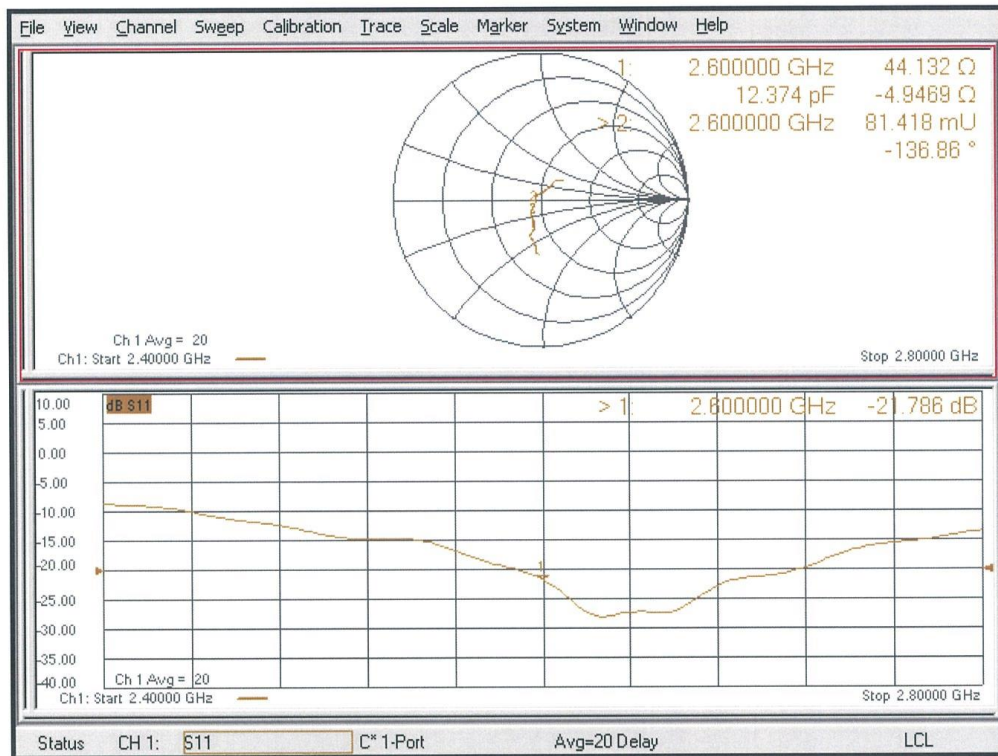 File View Channel Sweep Calibration Trace Scale Marker System Window Help
1: 2.600000 GHz 44.132 Ω
12.374 pF -4.9469 Ω
> 2: 2.600000 GHz 81.418 mU
-136.86 °
Ch 1 Avg = 20
Ch1: Start 2.40000 GHz
Stop 2.80000 GHz
10.00
dB S11
> 1: 2.600000 GHz -21.786 dB
5.00
0.00
-5.00
-10.00
-15.00
-20.00
1
-25.00
-30.00
-35.00
-40.00
Ch 1 Avg = 20
Ch1: Start 2.40000 GHz
Stop 2.80000 GHz
Status CH 1: S11 C* 1-Port Avg=20 Delay LCL